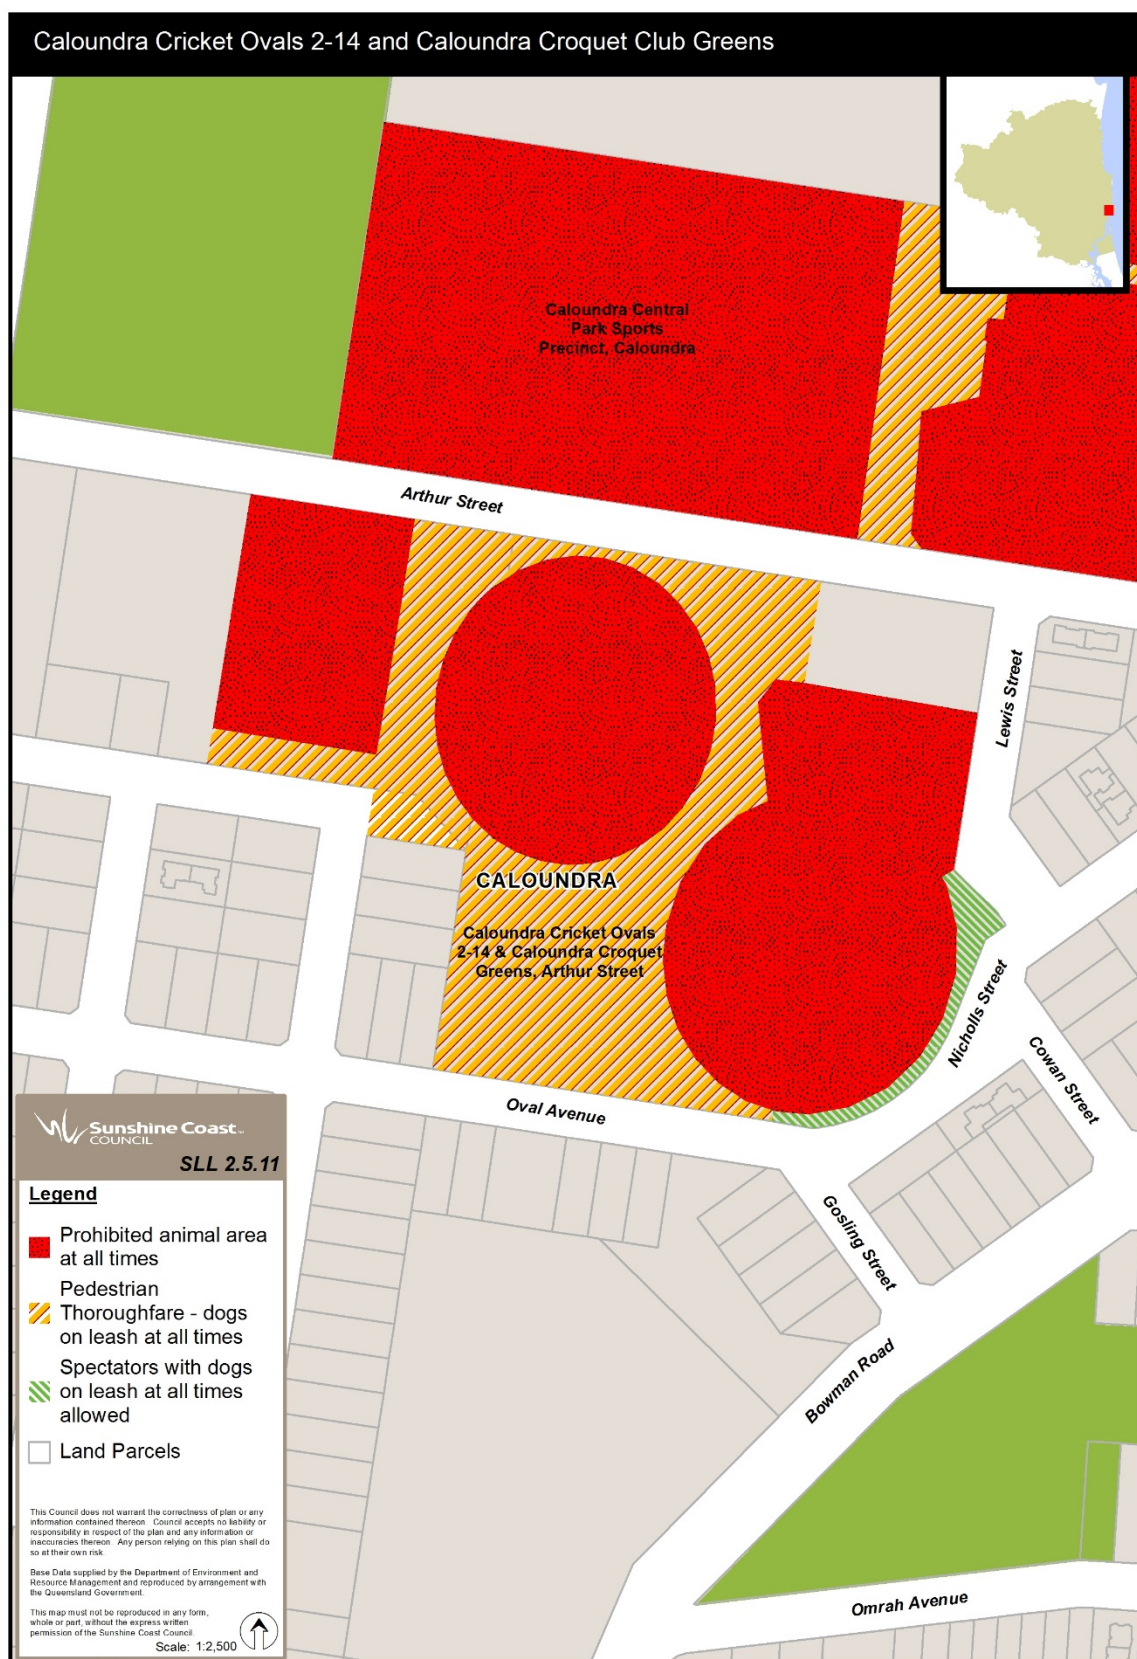 Caloundra Cricket Ovals 2-14 and Caloundra Croquet Club Greens
Caloundra Central
Park Sports
Precinct, Caloundra
Arthur Street
Lewis Street
CALOUNDRA
Caloundra Cricket Ovals
2-14 & Caloundra Croquet
Greens, Arthur Street
Nicholls Street
Cowan Street
Oval Avenue
Gosling Street
Bowman Road
Omrah Avenue
Sunshine Coast
COUNCIL
SLL 2.5.11
Legend
Prohibited animal area
at all times
Pedestrian
Thoroughfare - dogs
on leash at all times
Spectators with dogs
on leash at all times
allowed
Land Parcels
This Council does not warrant the correctness of plan or any
information contained thereon. Council accepts no liability or
responsibility in respect of the plan and any information or
inaccuracies thereon. Any person relying on this plan shall do
so at their own risk.
Base Data supplied by the Department of Environment and
Resource Management and reproduced by arrangement with
the Queensland Government.
This map must not be reproduced in any form,
whole or part, without the express written
permission of the Sunshine Coast Council.
Scale: 1:2,500